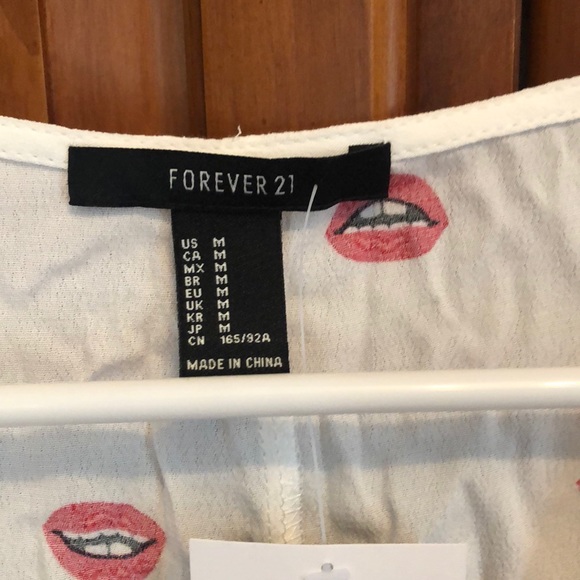 FOREVER 21
US M
CA M
MX M
BR M
EU M
UK M
KR M
JP M
CN 165/92A
MADE IN CHINA